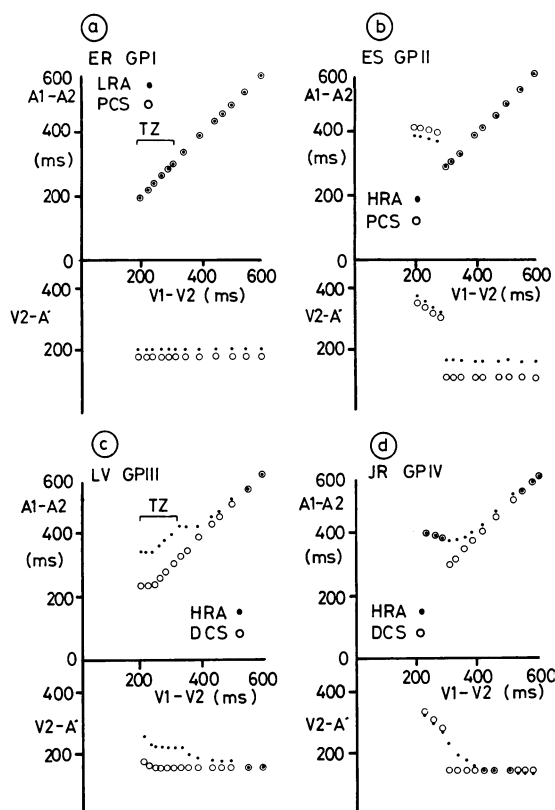 a
ER GPI
600
A1-A2
LRA •
PCS ○
400
TZ
(ms)
200
0
200 400 600
V1-V2 (ms)
400
V2-A'
200
b
ES GPII
600
A1-A2
400
(ms)
HRA •
PCS ○
200
0
200 400 600
V1-V2 (ms)
400
V2-A'
200
c
LV GPIII
600
A1-A2
TZ
400
(ms)
HRA •
DCS ○
200
0
200 400 600
V1-V2 (ms)
400
V2-A'
200
d
JR GPIV
600
A1-A2
400
(ms)
HRA •
DCS ○
200
0
200 400 600
V1-V2 (ms)
400
V2-A'
200